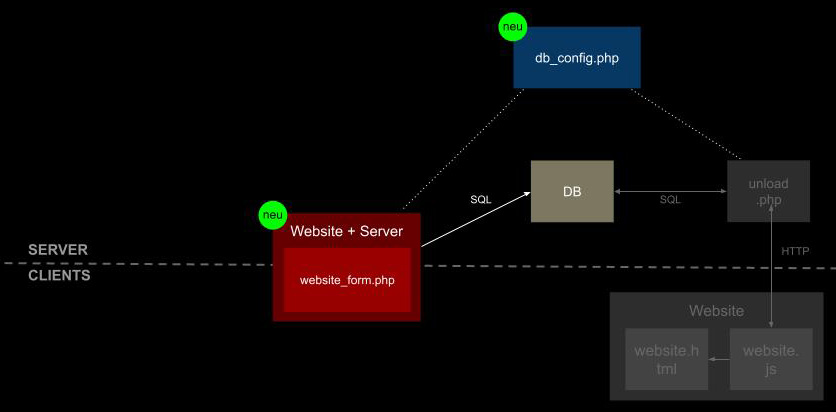 neu
db_config.php
DB
unload
.php
SQL
SQL
neu
Website + Server
website_form.php
SERVER
CLIENTS
HTTP
Website
website.h
tml
website.
js